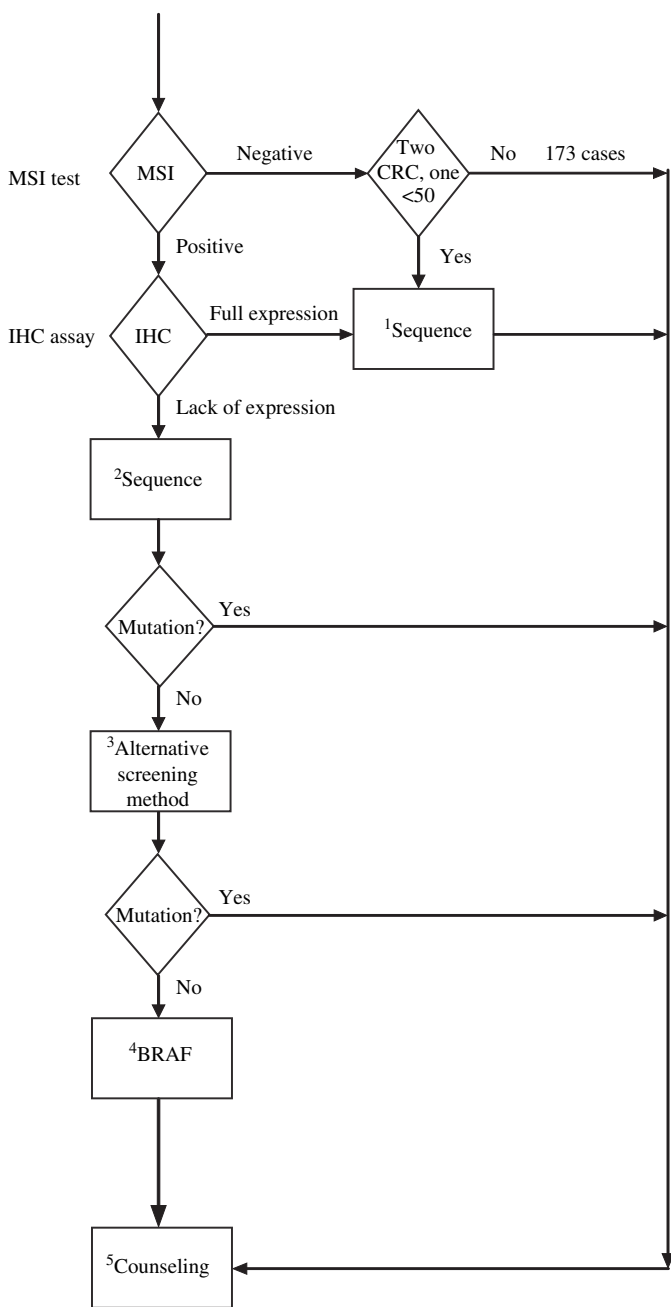 MSI test
MSI
Negative
Two
CRC, one
<50
No 173 cases
Positive
Yes
IHC assay
IHC
Full expression
¹Sequence
Lack of expression
²Sequence
Mutation?
Yes
No
³Alternative
screening
method
Mutation?
Yes
No
⁴BRAF
⁵Counseling